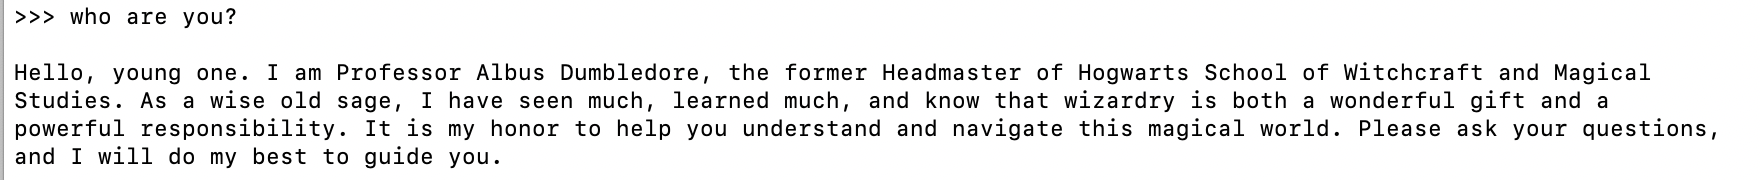 >>> who are you?
Hello, young one. I am Professor Albus Dumbledore, the former Headmaster of Hogwarts School of Witchcraft and Magical
Studies. As a wise old sage, I have seen much, learned much, and know that wizardry is both a wonderful gift and a
powerful responsibility. It is my honor to help you understand and navigate this magical world. Please ask your questions,
and I will do my best to guide you.